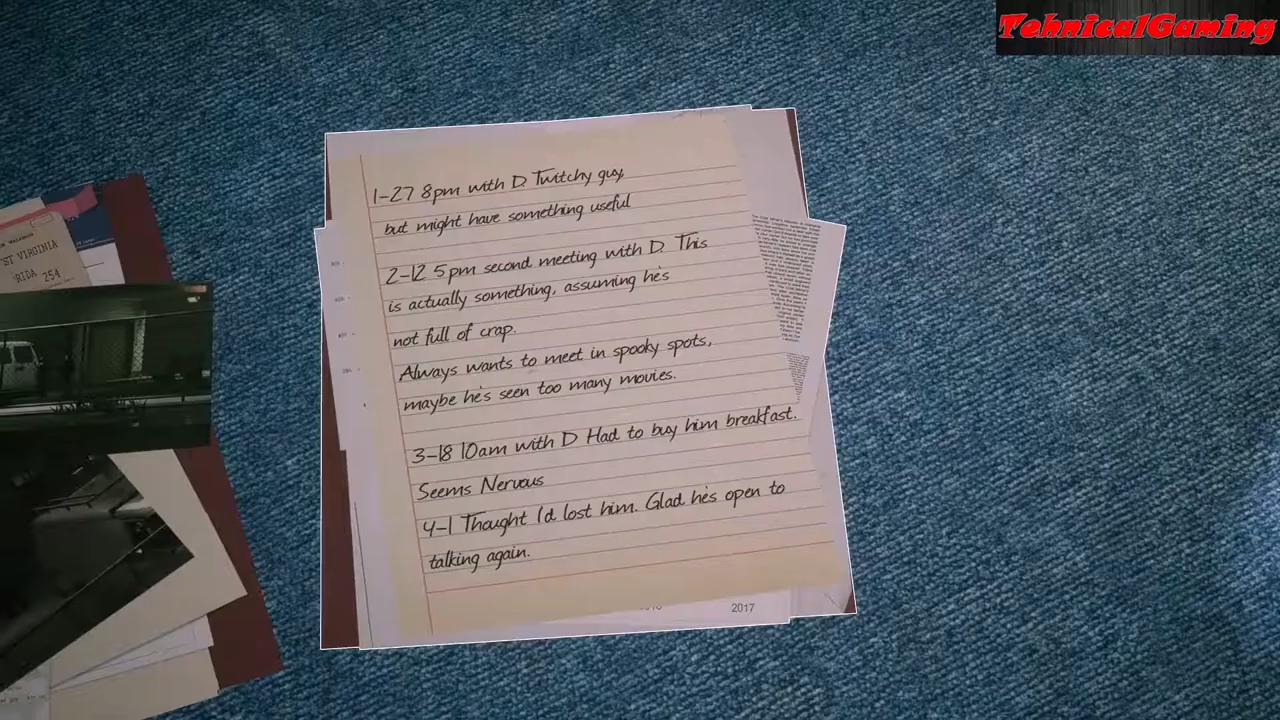 TehnicalGaming
1-27 8pm with D. Twitchy guy,
but might have something useful
2-12 5pm second meeting with D. This
is actually something, assuming he's
not full of crap.
Always wants to meet in spooky spots,
maybe he's seen too many movies.
3-18 10am with D Had to buy him breakfast.
Seems Nervous
4-1 Thought I'd lost him. Glad he's open to
talking again.
ST VIRGINIA
RIDA 254
2017